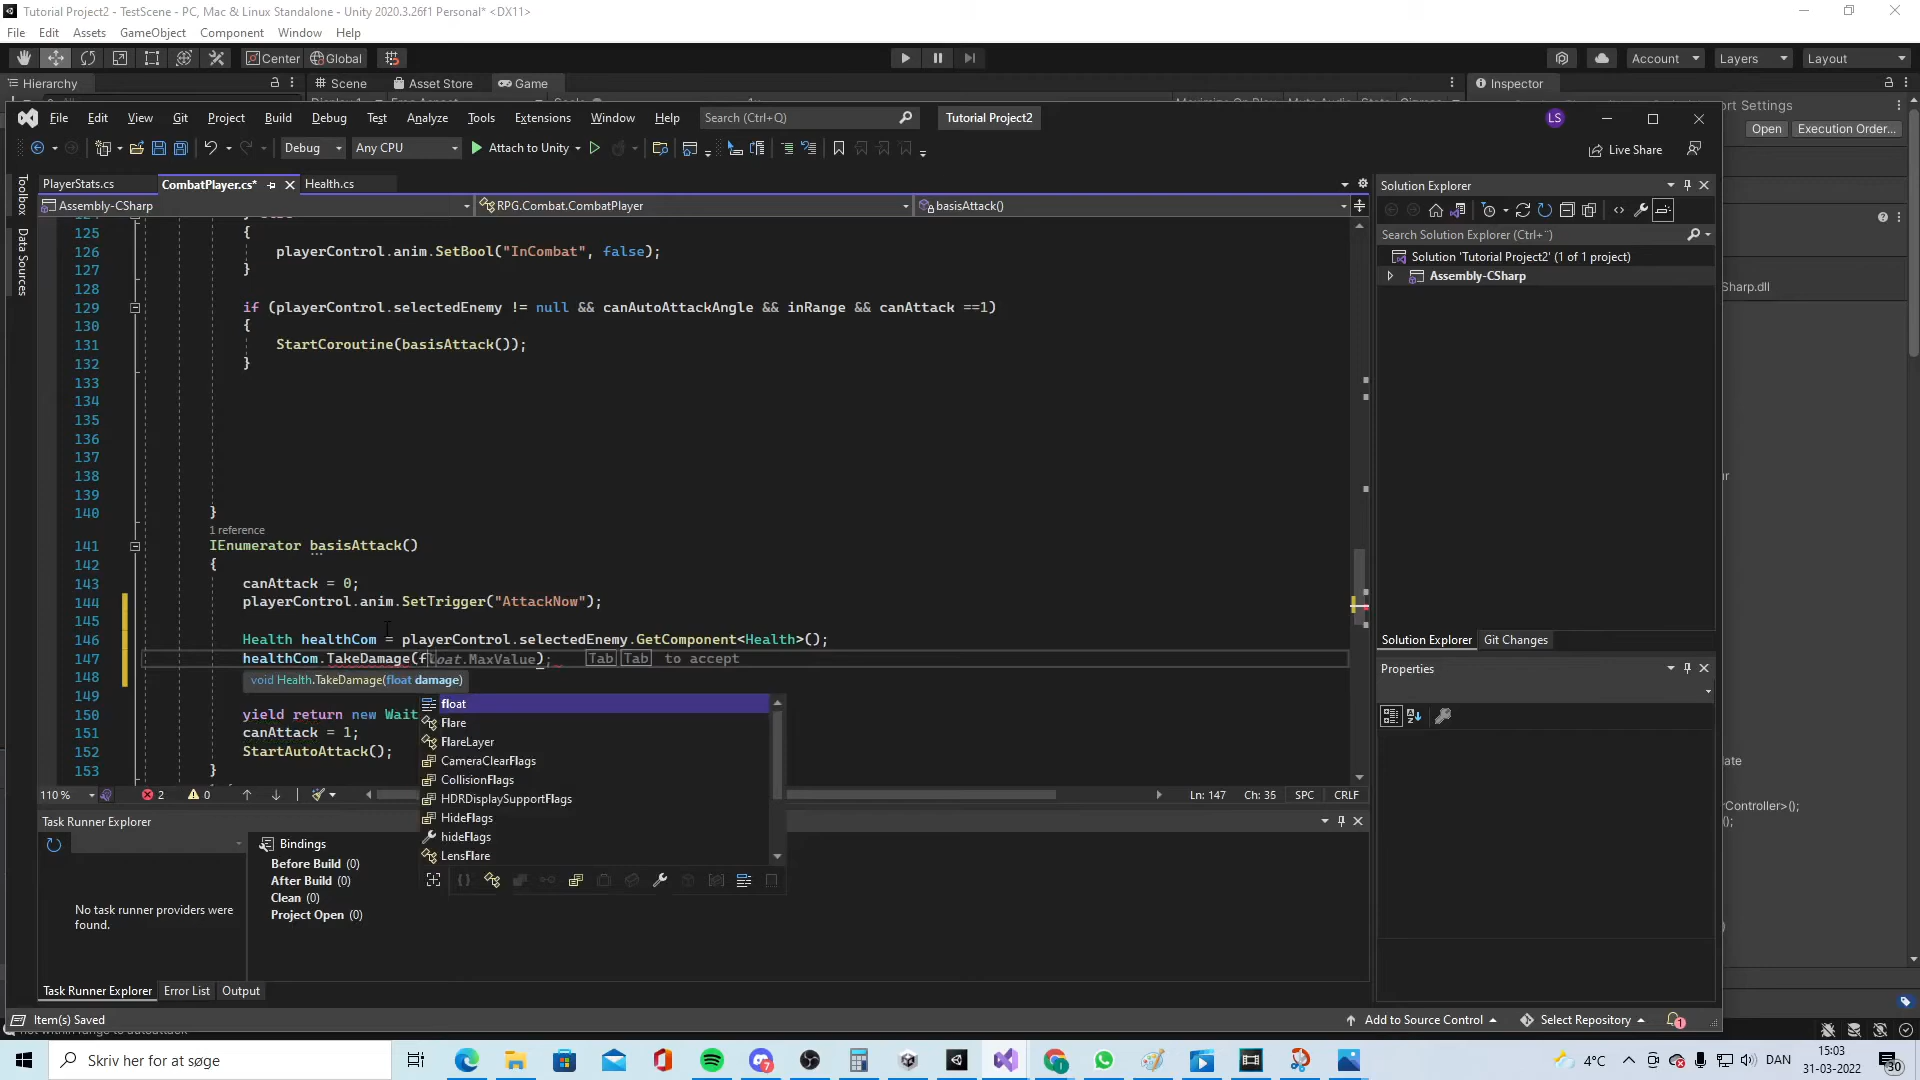 Tutorial Project2 - TestScene - PC, Mac & Linux Standalone - Unity 2020.3.26f1 Personal* <DX11>
File Edit Assets GameObject Component Window Help
Center Global Account Layers Layout
Hierarchy Scene Asset Store Game Inspector
File Edit View Git Project Build Debug Test Analyze Tools Extensions Window Help Search (Ctrl+Q) Tutorial Project2 LS
Open Execution Order...
Debug Any CPU Attach to Unity Live Share
Toolbox
Data Sources
PlayerStats.cs CombatPlayer.cs* Health.cs
Assembly-CSharp RPG.Combat.CombatPlayer basisAttack()
125 {
126 playerControl.anim.SetBool("InCombat", false);
127 }
128
129 if (playerControl.selectedEnemy != null && canAutoAttackAngle && inRange && canAttack ==1)
130 {
131 StartCoroutine(basisAttack());
132 }
133
134
135
136
137
138
139
140 }
1 reference
141 IEnumerator basisAttack()
142 {
143 canAttack = 0;
144 playerControl.anim.SetTrigger("AttackNow");
145
146 Health healthCom = playerControl.selectedEnemy.GetComponent<Health>();
147 healthCom.TakeDamage(float.MaxValue); Tab Tab to accept
148 void Health.TakeDamage(float damage)
149
150 yield return new Wait
151 canAttack = 1;
152 StartAutoAttack();
153 }
float
Flare
FlareLayer
CameraClearFlags
CollisionFlags
HDRDisplaySupportFlags
HideFlags
hideFlags
LensFlare
110 % 2 0 Ln: 147 Ch: 35 SPC CRLF
Task Runner Explorer
Bindings
Before Build (0)
After Build (0)
Clean (0)
Project Open (0)
No task runner providers were
found.
Task Runner Explorer Error List Output
Solution Explorer
Search Solution Explorer (Ctrl+¨)
Solution 'Tutorial Project2' (1 of 1 project)
Assembly-CSharp
Solution Explorer Git Changes
Properties
Sharp.dll
Controller>();
();
Item(s) Saved Add to Source Control Select Repository 1
Skriv her for at søge 7 4°C DAN 15:03
31-03-2022 30